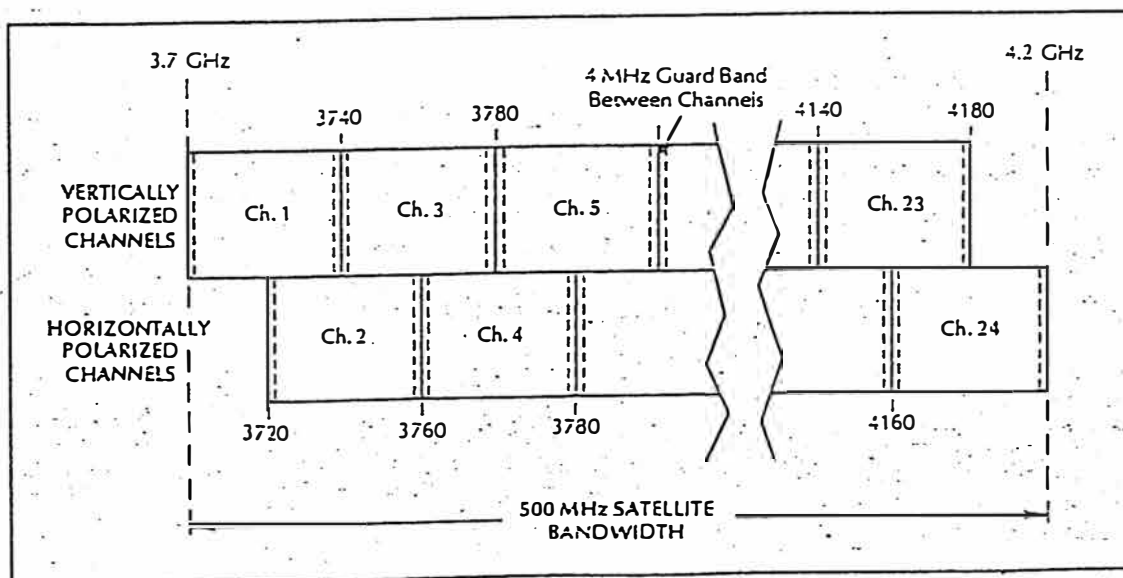 3.7 GHz
4.2 GHz
4 MHz Guard Band
Between Channels
3740
3780
4140
4180
VERTICALLY
POLARIZED
CHANNELS
Ch. 1
Ch. 3
Ch. 5
Ch. 23
HORIZONTALLY
POLARIZED
CHANNELS
Ch. 2
Ch. 4
Ch. 24
3720
3760
3780
4160
500 MHz SATELLITE
BANDWIDTH